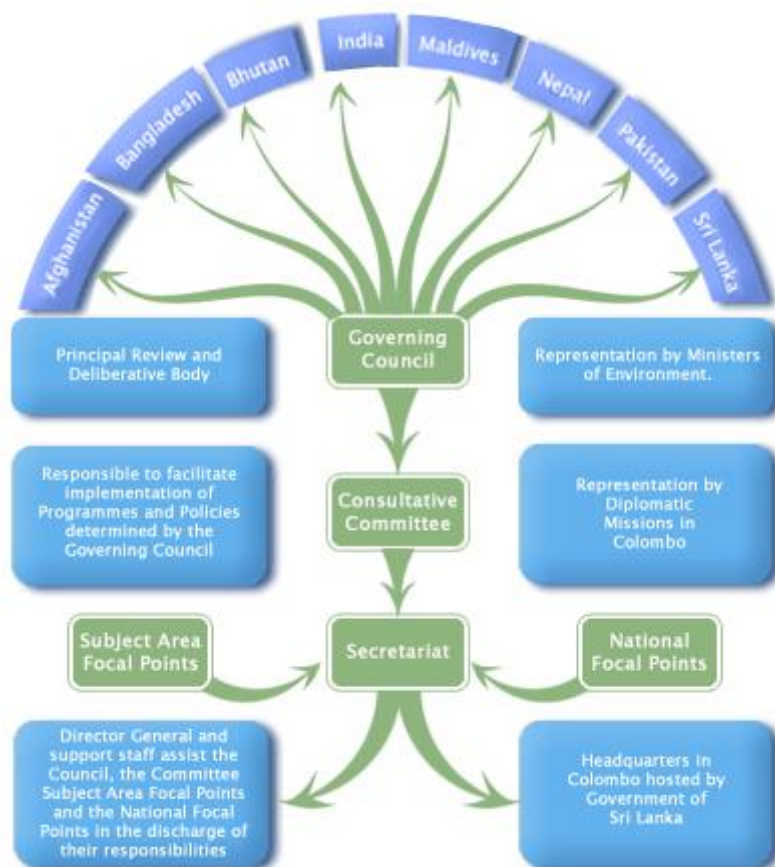 Afghanistan
Bangladesh
Bhutan
India
Maldives
Nepal
Pakistan
Sri Lanka
Principal Review and
Deliberative Body
Governing
Council
Representation by Ministers
of Environment.
Responsible to facilitate
implementation of
Programmes and Policies
determined by the
Governing Council
Consultative
Committee
Representation by
Diplomatic
Missions in
Colombo
Subject Area
Focal Points
Secretariat
National
Focal Points
Director General and
support staff assist the
Council, the Committee
Subject Area Focal Points
and the National Focal
Points in the discharge of
their responsibilities
Headquarters in
Colombo hosted by
Government of
Sri Lanka